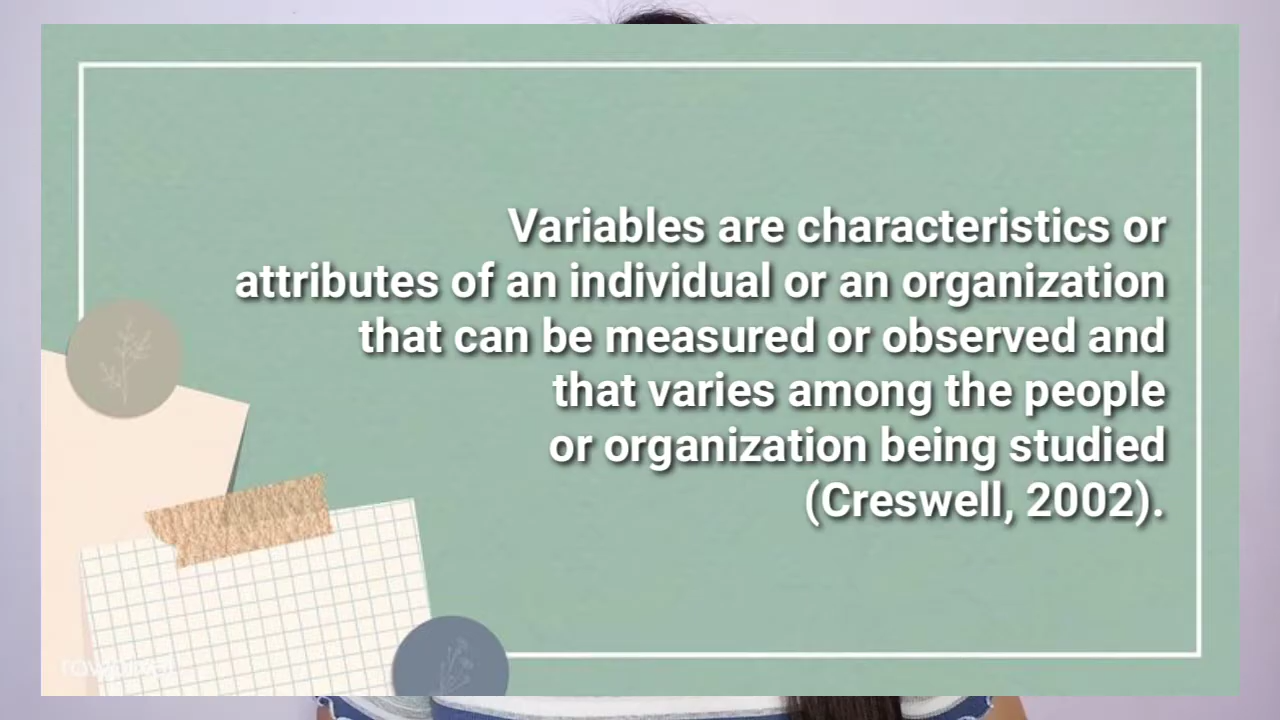 Variables are characteristics or
attributes of an individual or an organization
that can be measured or observed and
that varies among the people
or organization being studied
(Creswell, 2002).
rawpixel